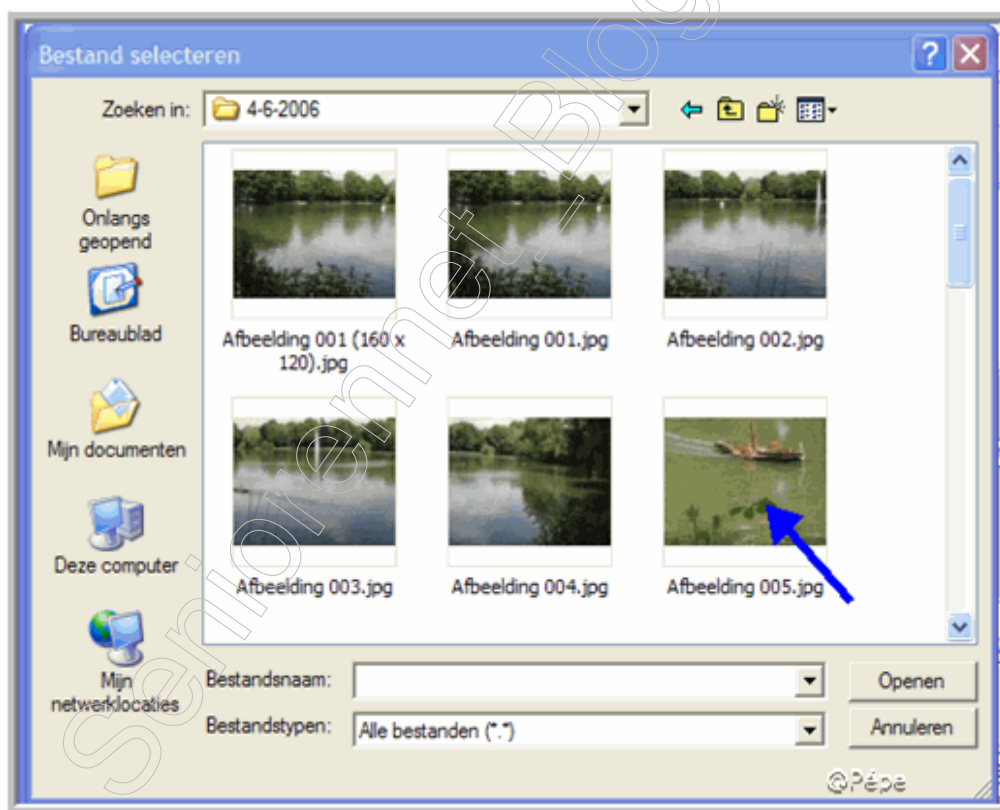 Bestand selecteren
Zoeken in:
4-6-2006
Onlangs
geopend
Bureaublad
Mijn documenten
Deze computer
Mijn
netwerklocaties
Afbeelding 001 (160 x
120).jpg
Afbeelding 001.jpg
Afbeelding 002.jpg
Afbeelding 003.jpg
Afbeelding 004.jpg
Afbeelding 005.jpg
Bestandsnaam:
Openen
Bestandstypen:
Alle bestanden (*.*)
Annuleren
@Pépe
Seniorennet_Blog